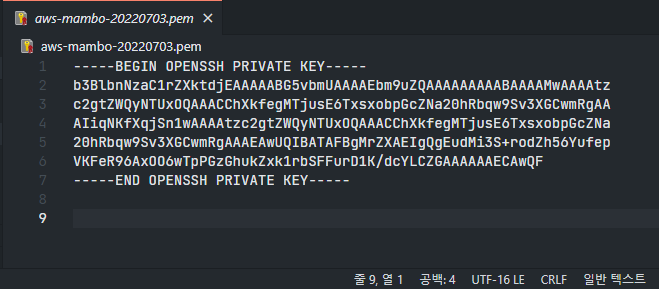 aws-mambo-20220703.pem ×
aws-mambo-20220703.pem
1 -----BEGIN OPENSSH PRIVATE KEY-----
2 b3BlbnNzaC1rZXktdjEAAAAABG5vbmUAAAAEbm9uZQAAAAAAAAABAAAAMwAAAAtz
3 c2gtZWQyNTUxOQAAACChXkfegMTjusE6TxsxobpGcZNa20hRbqw9Sv3XGCwmRgAA
4 AIiqNKfXqjSn1wAAAAtzc2gtZWQyNTUxOQAAACChXkfegMTjusE6TxsxobpGcZNa
5 20hRbqw9Sv3XGCwmRgAAAEAwUQIBATAFBgMrZXAEIgQgEudMi3S+rodZh56Yufep
6 VKFeR96AxOO6wTpPGzGhukZxk1rbSFFurD1K/dcYLCZGAAAAAAECAwQF
7 -----END OPENSSH PRIVATE KEY-----
8
9
줄 9, 열 1 공백: 4 UTF-16 LE CRLF 일반 텍스트